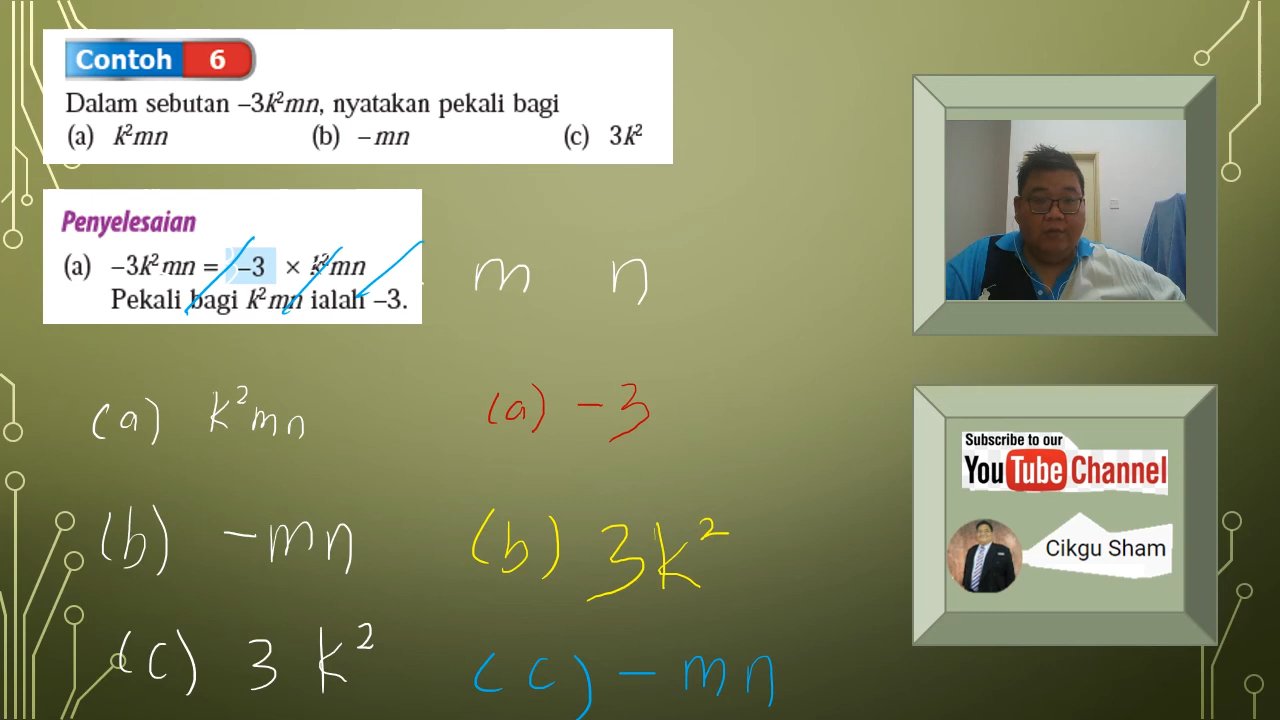 Contoh 6
Dalam sebutan –3k²mn, nyatakan pekali bagi
(a) k²mn (b) –mn (c) 3k²
Penyelesaian
(a) –3k²mn = –3 × k²mn
Pekali bagi k²mn ialah –3.
m n
(a) k²mn
(a) -3
(b) -mn
(b) 3k²
(c) 3k²
(c) -mn
Subscribe to our
YouTube Channel
Cikgu Sham